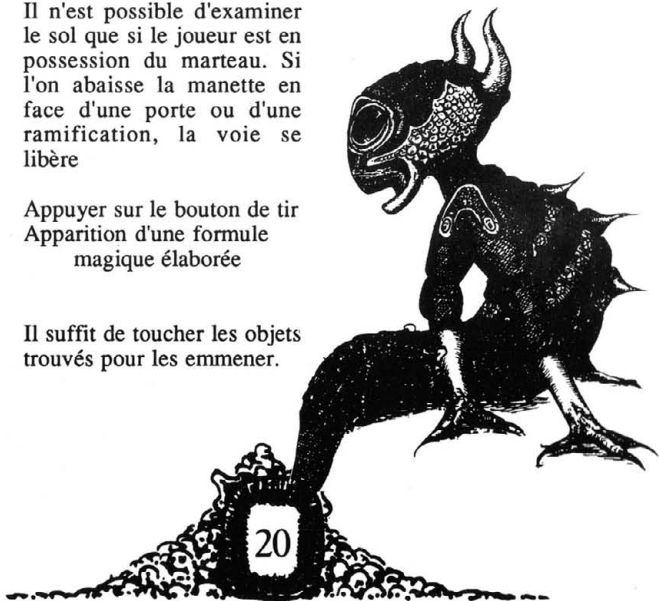 Il n'est possible d'examiner
le sol que si le joueur est en
possession du marteau. Si
l'on abaisse la manette en
face d'une porte ou d'une
ramification, la voie se
libère
Appuyer sur le bouton de tir
Apparition d'une formule
magique élaborée
Il suffit de toucher les objets
trouvés pour les emmener.
20